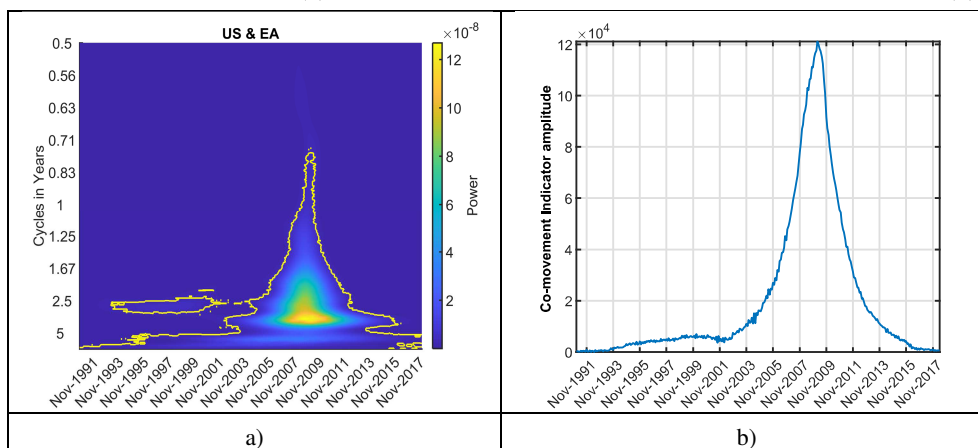 US & EA
×10-8
0.5
0.56
0.63
0.71
0.83
1
1.25
1.67
2.5
5
Cycles in Years
12
10
8
6
4
2
Power
Nov-1991
Nov-1993
Nov-1995
Nov-1997
Nov-1999
Nov-2001
Nov-2003
Nov-2005
Nov-2007
Nov-2009
Nov-2011
Nov-2013
Nov-2015
Nov-2017
a)
×104
12
10
8
6
4
2
0
Co-movement Indicator amplitude
Nov-1991
Nov-1993
Nov-1995
Nov-1997
Nov-1999
Nov-2001
Nov-2003
Nov-2005
Nov-2007
Nov-2009
Nov-2011
Nov-2013
Nov-2015
Nov-2017
b)